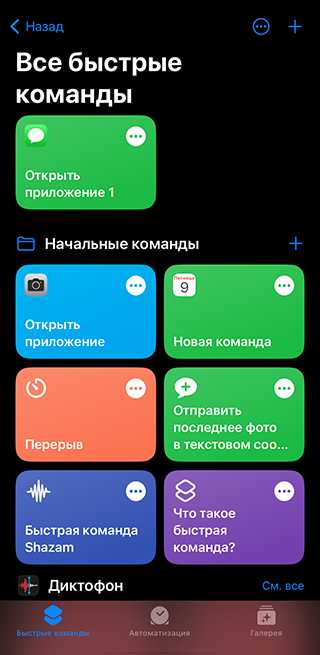 Назад
Все быстрые
команды
Открыть
приложение 1
Начальные команды
Открыть
приложение
Пятница
9
Новая команда
Перерыв
Отправить
последнее фото
в текстовом соо...
Быстрая команда
Shazam
Что такое
быстрая
команда?
Диктофон
См. все
Быстрые команды
Автоматизация
Галерея